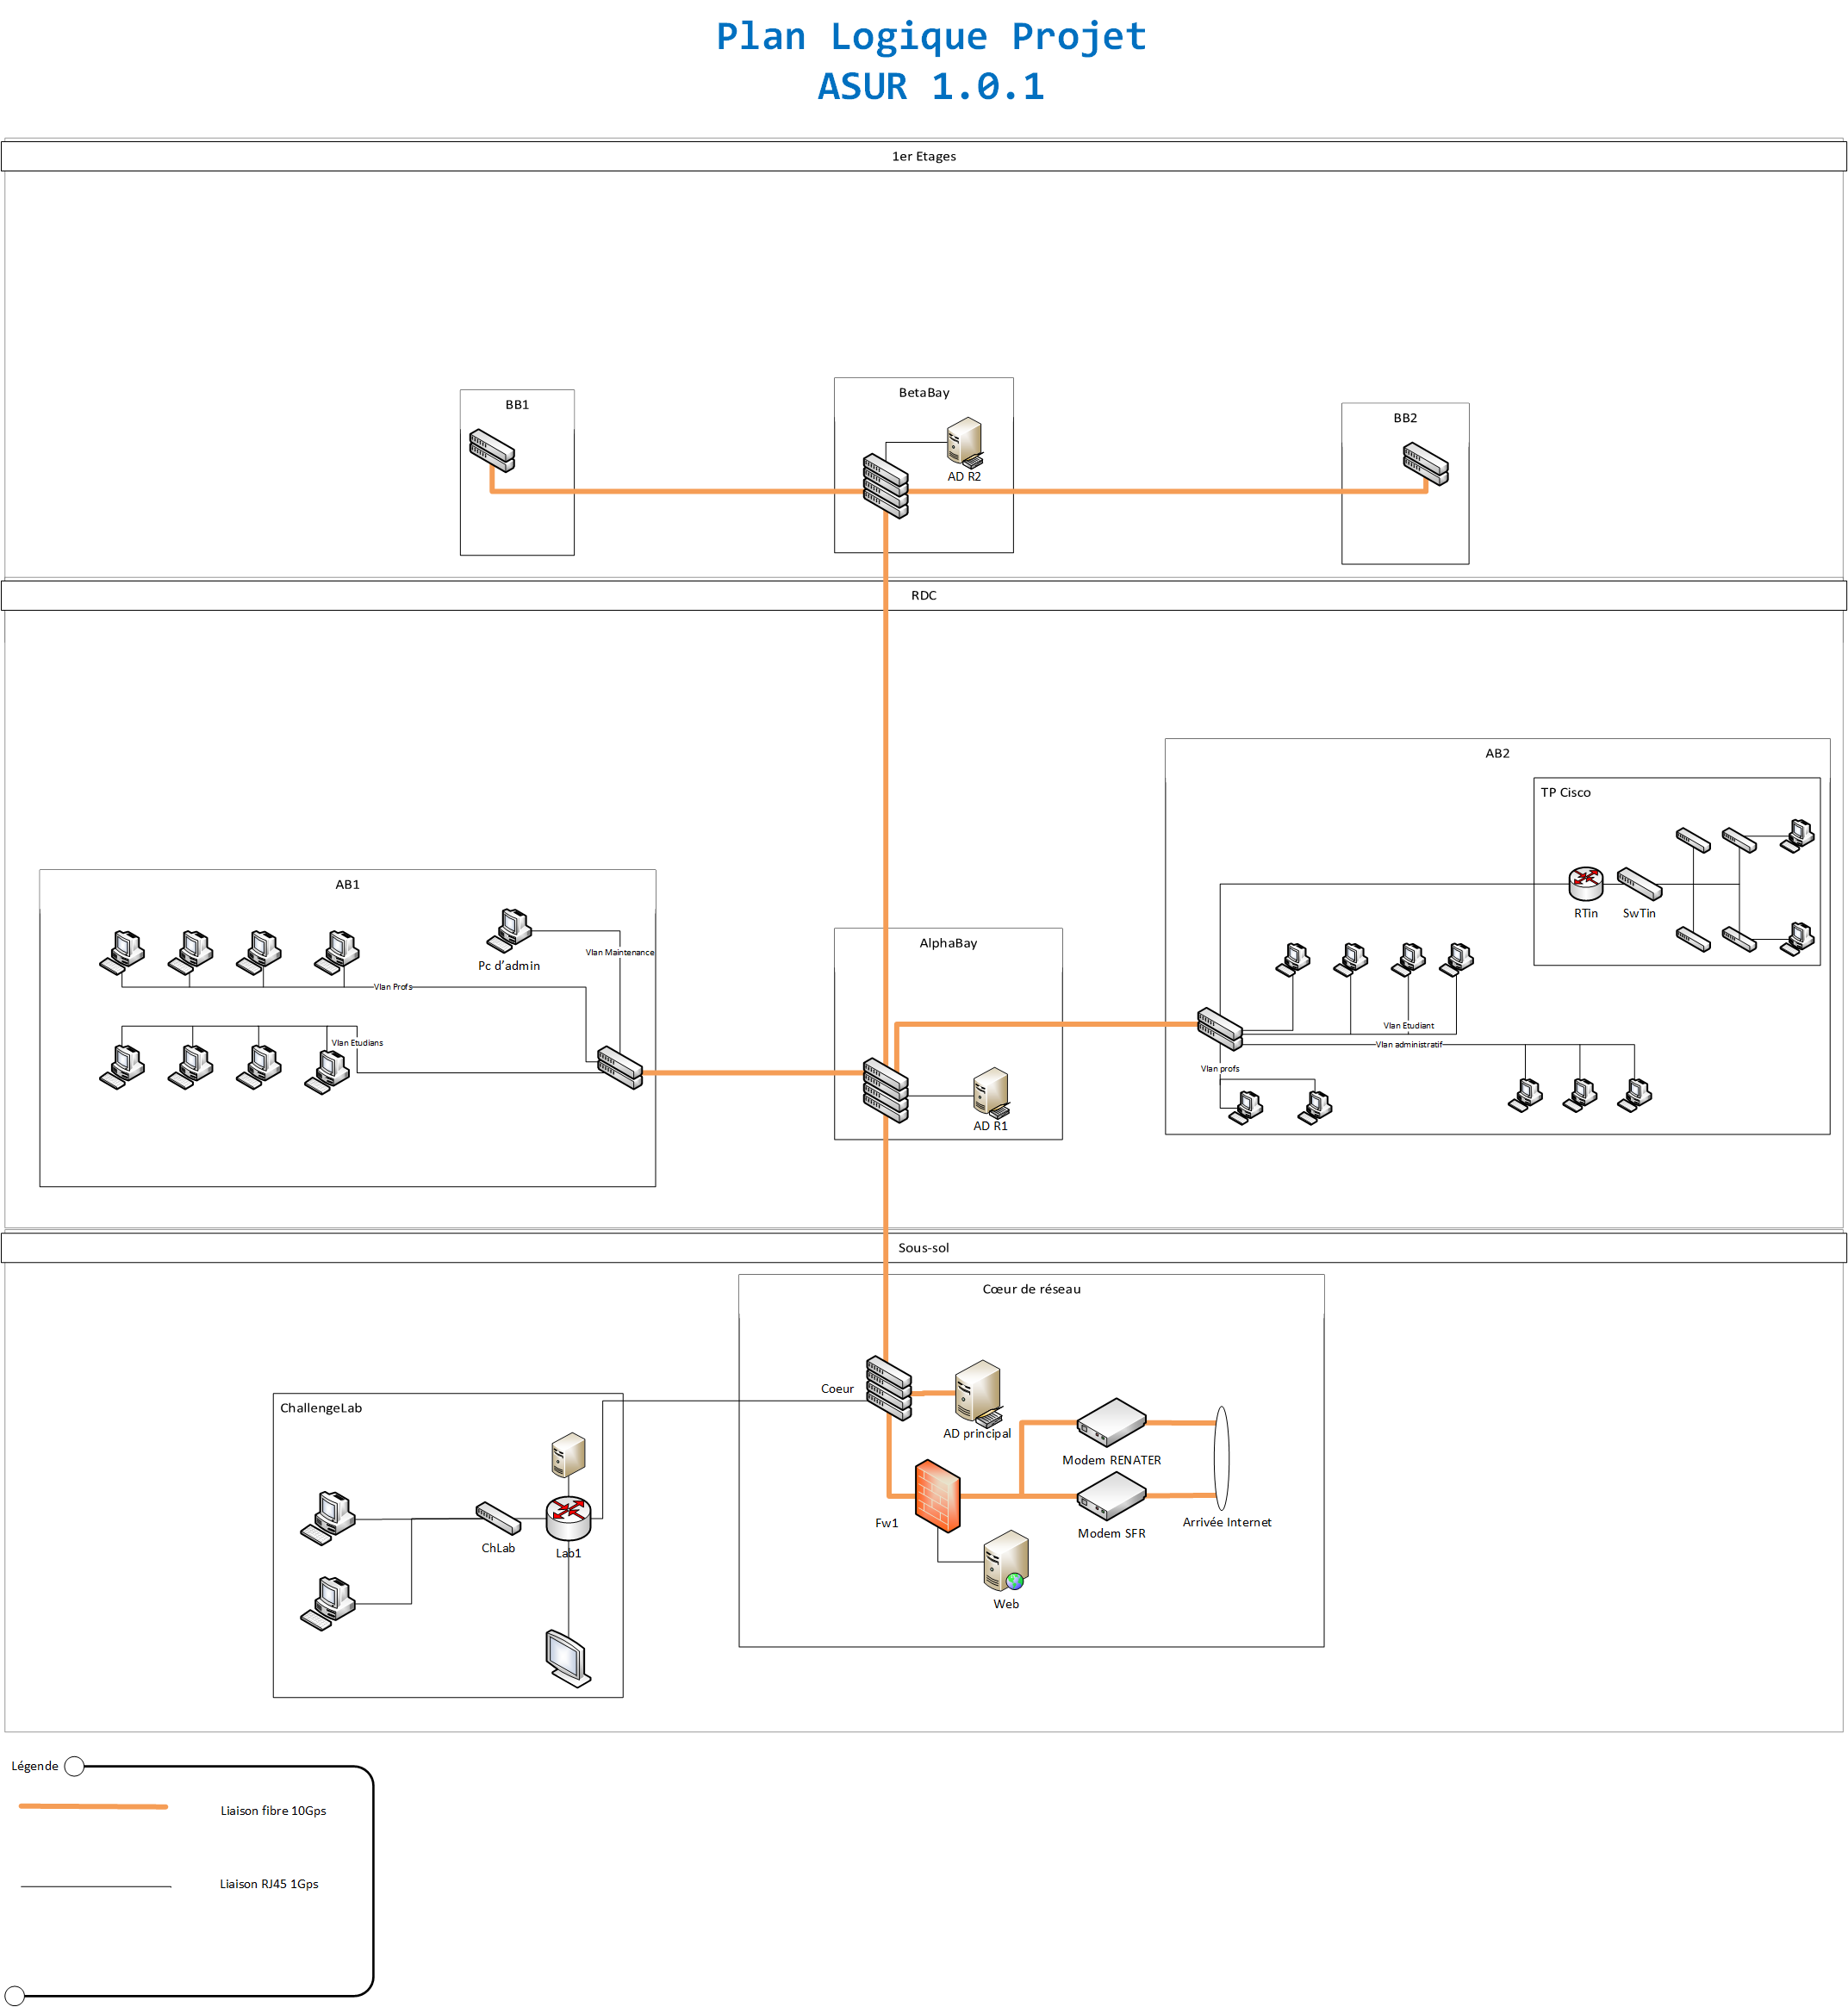 Plan Logique Projet
ASUR 1.0.1
1er Etages
BB1
BetaBay
BB2
AD R2
RDC
AB2
TP Cisco
RTin
SwTin
AB1
Pc d’admin
Vlan Maintenance
Vlan Profs
Vlan Etudians
AlphaBay
AD R1
Vlan Etudiant
Vlan administratif
Vlan profs
Sous-sol
Cœur de réseau
Coeur
AD principal
Modem RENATER
Modem SFR
Arrivée Internet
Fw1
Web
ChallengeLab
ChLab
Lab1
Légende
Liaison fibre 10Gps
Liaison RJ45 1Gps